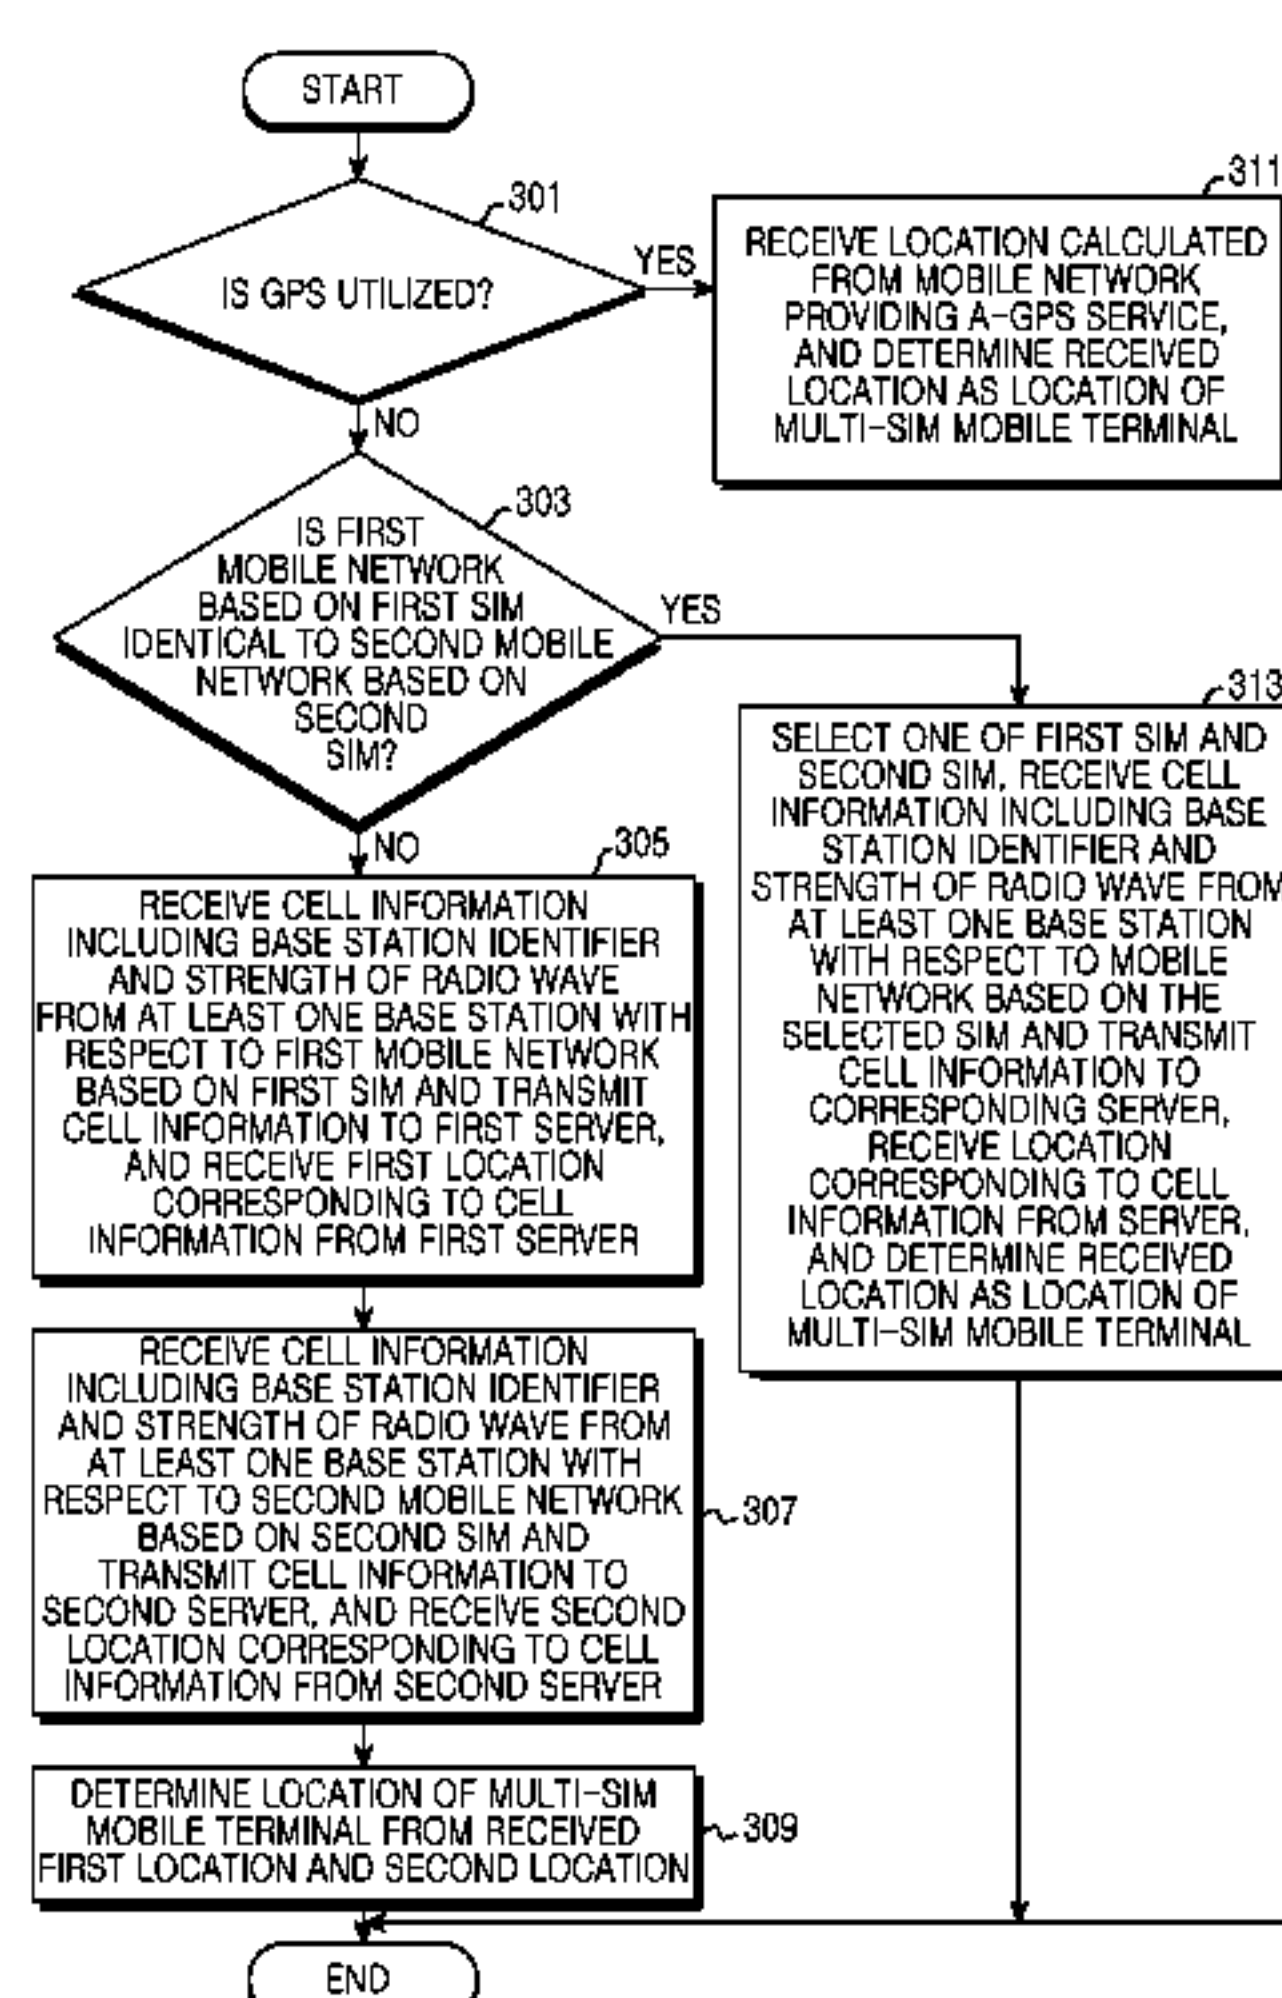 START
301
IS GPS UTILIZED?
YES
311
RECEIVE LOCATION CALCULATED
FROM MOBILE NETWORK
PROVIDING A-GPS SERVICE,
AND DETERMINE RECEIVED
LOCATION AS LOCATION OF
MULTI-SIM MOBILE TERMINAL
NO
303
IS FIRST
MOBILE NETWORK
BASED ON FIRST SIM
IDENTICAL TO SECOND MOBILE
NETWORK BASED ON
SECOND
SIM?
YES
313
SELECT ONE OF FIRST SIM AND
SECOND SIM, RECEIVE CELL
INFORMATION INCLUDING BASE
STATION IDENTIFIER AND
STRENGTH OF RADIO WAVE FROM
AT LEAST ONE BASE STATION
WITH RESPECT TO MOBILE
NETWORK BASED ON THE
SELECTED SIM AND TRANSMIT
CELL INFORMATION TO
CORRESPONDING SERVER,
RECEIVE LOCATION
CORRESPONDING TO CELL
INFORMATION FROM SERVER,
AND DETERMINE RECEIVED
LOCATION AS LOCATION OF
MULTI-SIM MOBILE TERMINAL
NO
305
RECEIVE CELL INFORMATION
INCLUDING BASE STATION IDENTIFIER
AND STRENGTH OF RADIO WAVE
FROM AT LEAST ONE BASE STATION WITH
RESPECT TO FIRST MOBILE NETWORK
BASED ON FIRST SIM AND TRANSMIT
CELL INFORMATION TO FIRST SERVER,
AND RECEIVE FIRST LOCATION
CORRESPONDING TO CELL
INFORMATION FROM FIRST SERVER
RECEIVE CELL INFORMATION
INCLUDING BASE STATION IDENTIFIER
AND STRENGTH OF RADIO WAVE FROM
AT LEAST ONE BASE STATION WITH
RESPECT TO SECOND MOBILE NETWORK
BASED ON SECOND SIM AND
TRANSMIT CELL INFORMATION TO
SECOND SERVER, AND RECEIVE SECOND
LOCATION CORRESPONDING TO CELL
INFORMATION FROM SECOND SERVER
307
DETERMINE LOCATION OF MULTI-SIM
MOBILE TERMINAL FROM RECEIVED
FIRST LOCATION AND SECOND LOCATION
309
END